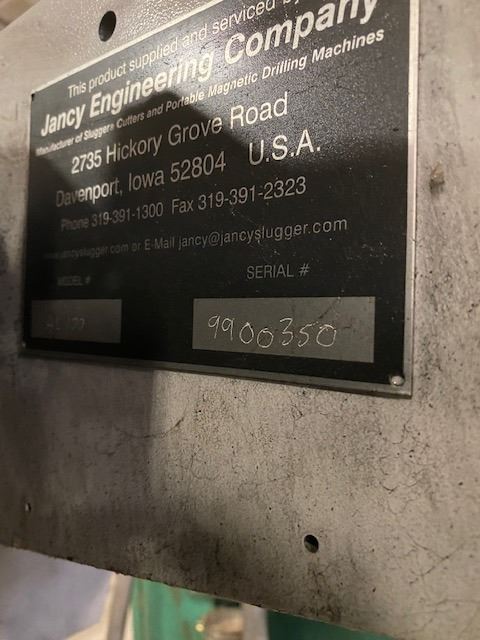 This product supplied and serviced by
Jancy Engineering Company
Manufacturer of Slugger® Cutters and Portable Magnetic Drilling Machines
2735 Hickory Grove Road
Davenport, Iowa 52804 U.S.A.
Phone 319-391-1300 Fax 319-391-2323
www.jancyslugger.com or E-Mail jancy@jancyslugger.com
MODEL # SERIAL #
9900350